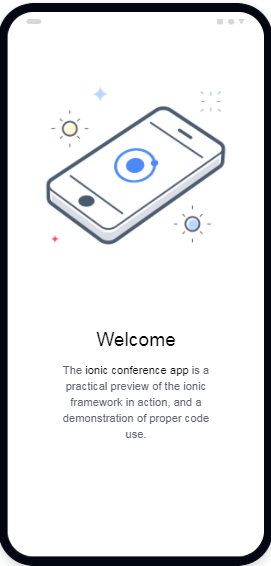 Welcome
The ionic conference app is a
practical preview of the ionic
framework in action, and a
demonstration of proper code
use.